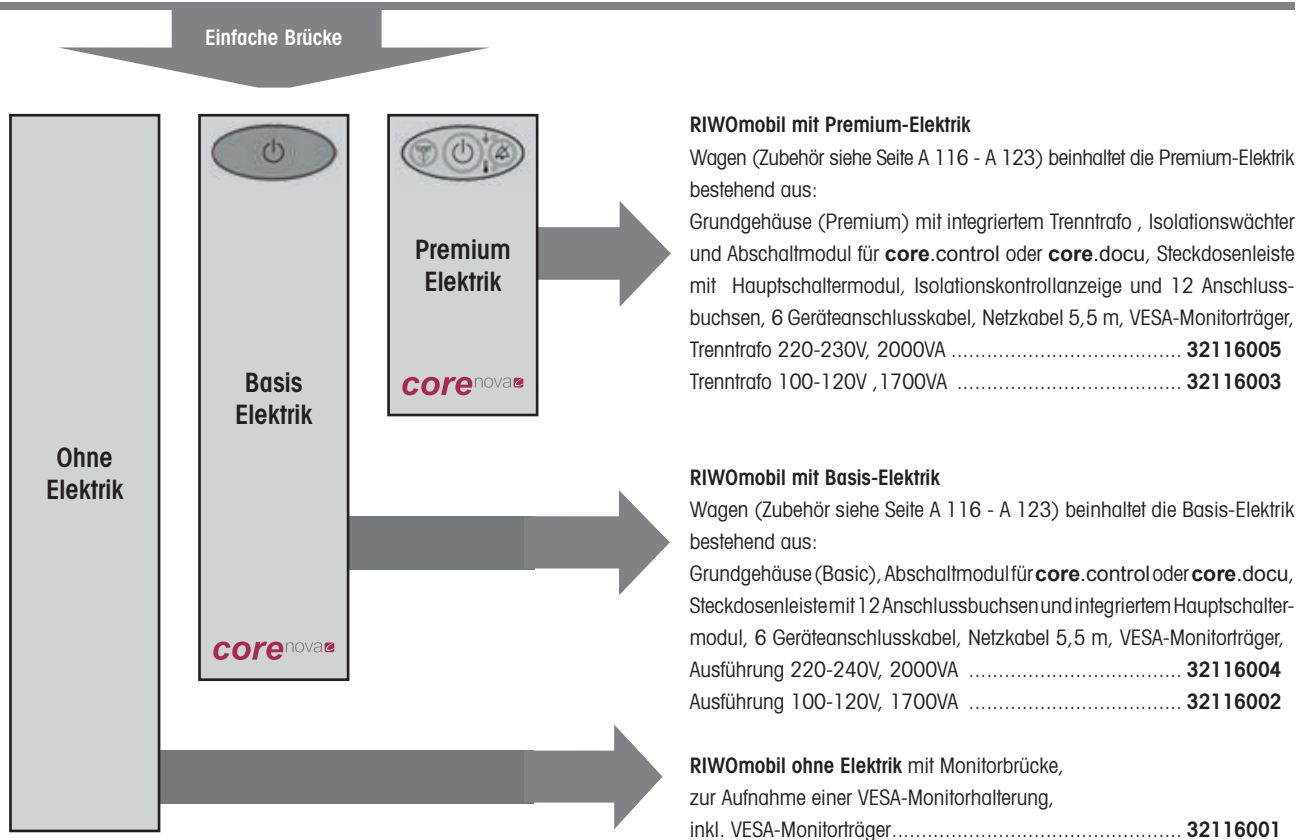 Einfache Brücke
Ohne
Elektrik
Basis
Elektrik
corenova
Premium
Elektrik
corenova
RIWOmobil mit Premium-Elektrik
Wagen (Zubehör siehe Seite A 116 - A 123) beinhaltet die Premium-Elektrik
bestehend aus:
Grundgehäuse (Premium) mit integriertem Trenntrafo , Isolationswächter
und Abschaltmodul für core.control oder core.docu, Steckdosenleiste
mit Hauptschaltermodul, Isolationskontrollanzeige und 12 Anschluss-
buchsen, 6 Geräteanschlusskabel, Netzkabel 5,5 m, VESA-Monitorträger,
Trenntrafo 220-230V, 2000VA ...................................... 32116005
Trenntrafo 100-120V ,1700VA ..................................... 32116003
RIWOmobil mit Basis-Elektrik
Wagen (Zubehör siehe Seite A 116 - A 123) beinhaltet die Basis-Elektrik
bestehend aus:
Grundgehäuse (Basic), Abschaltmodul für core.control oder core.docu,
Steckdosenleiste mit 12 Anschlussbuchsen und integriertem Hauptschalter-
modul, 6 Geräteanschlusskabel, Netzkabel 5,5 m, VESA-Monitorträger,
Ausführung 220-240V, 2000VA .................................... 32116004
Ausführung 100-120V, 1700VA .................................... 32116002
RIWOmobil ohne Elektrik mit Monitorbrücke,
zur Aufnahme einer VESA-Monitorhalterung,
inkl. VESA-Monitorträger................................................. 32116001